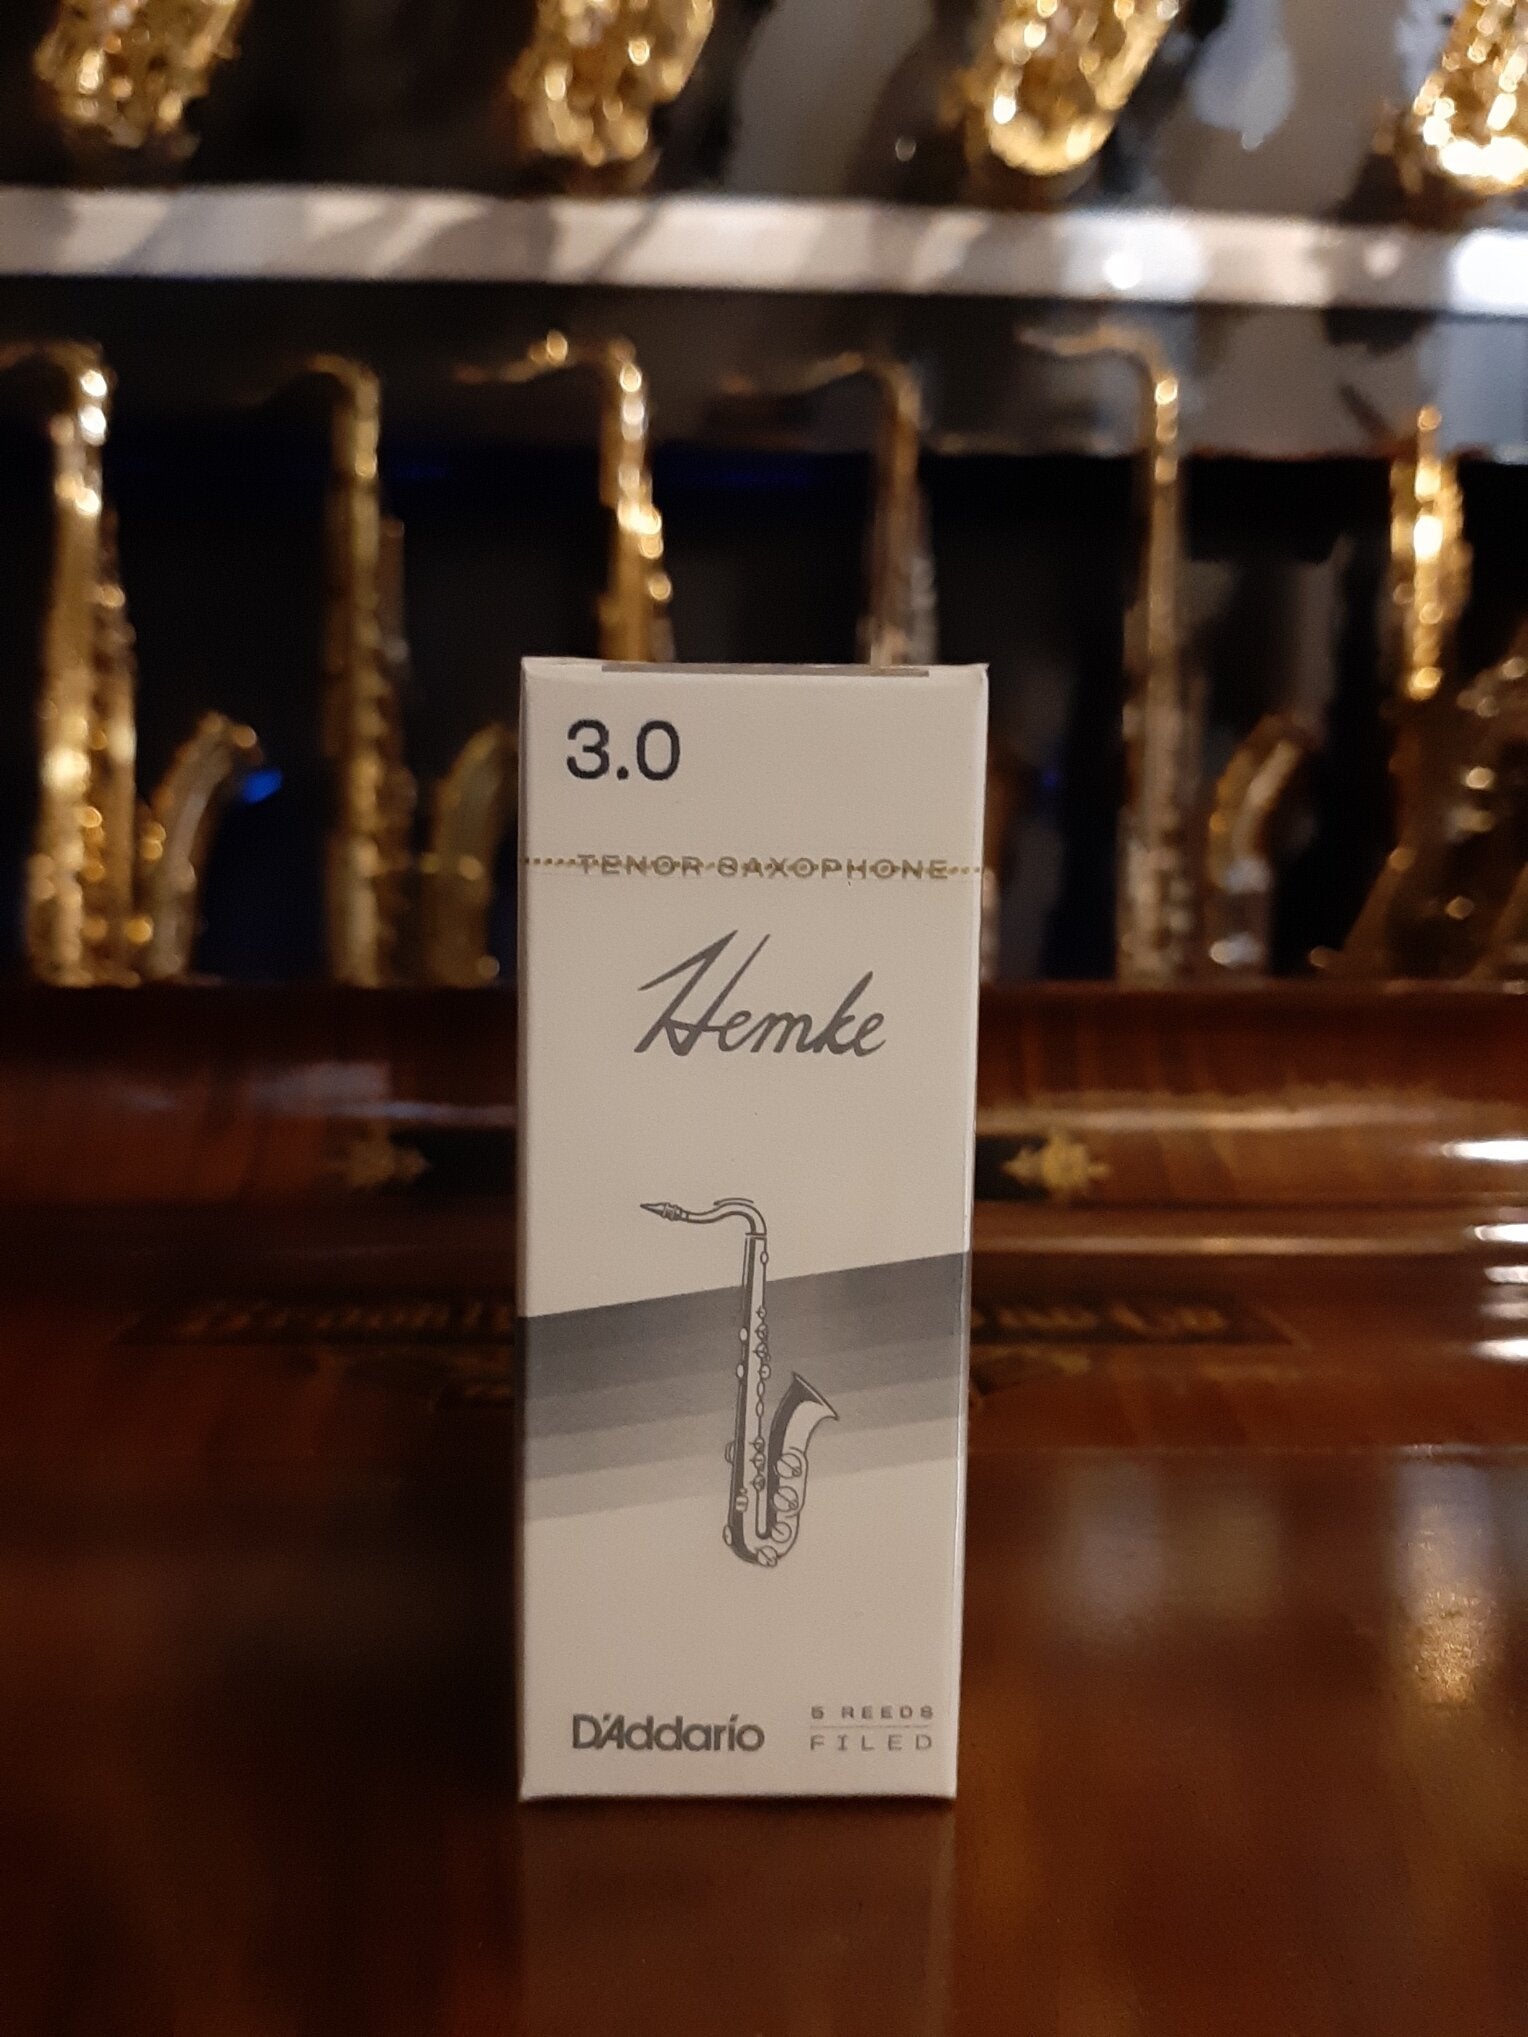 3.0
TENOR SAXOPHONE
Hemke
D'Addario
5 REEDS
FILED